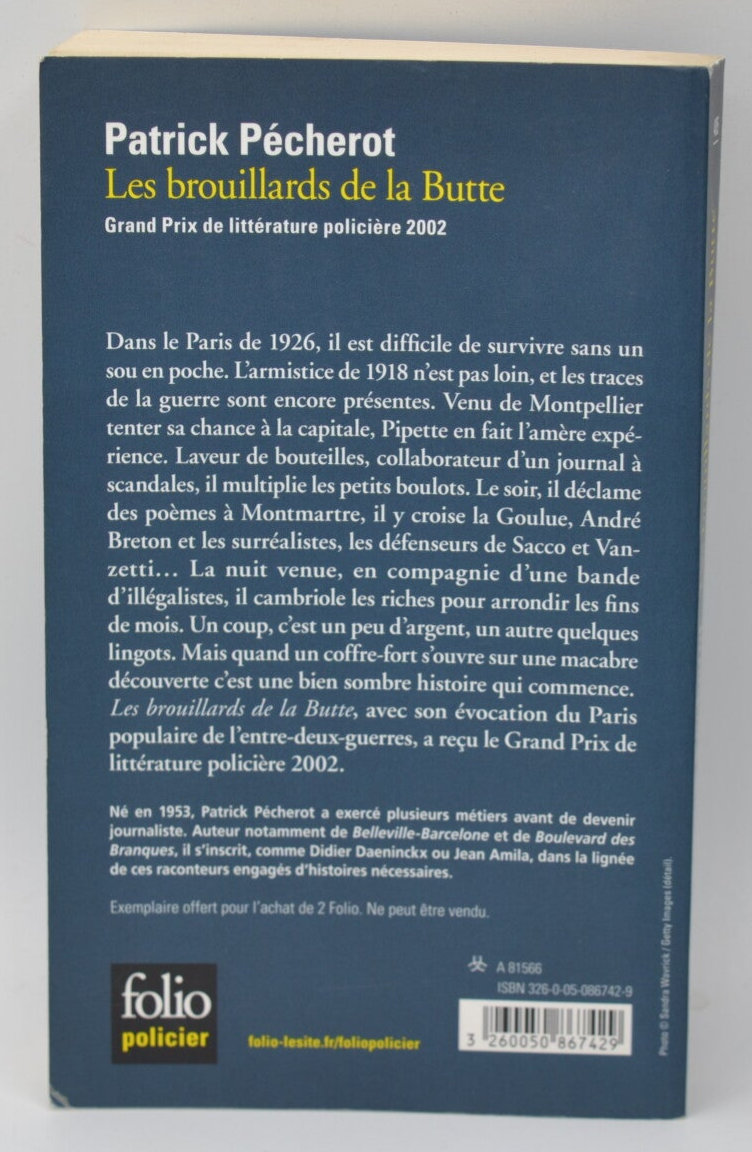 Patrick Pécherot
Les brouillards de la Butte
Grand Prix de littérature policière 2002
Dans le Paris de 1926, il est difficile de survivre sans un
sou en poche. L'armistice de 1918 n'est pas loin, et les traces
de la guerre sont encore présentes. Venu de Montpellier
tenter sa chance à la capitale, Pipette en fait l'amère expé-
rience. Laveur de bouteilles, collaborateur d'un journal à
scandales, il multiplie les petits boulots. Le soir, il déclame
des poèmes à Montmartre, il y croise la Goulue, André
Breton et les surréalistes, les défenseurs de Sacco et Van-
zetti... La nuit venue, en compagnie d'une bande
d'illégalistes, il cambriole les riches pour arrondir les fins
de mois. Un coup, c'est un peu d'argent, un autre quelques
lingots. Mais quand un coffre-fort s'ouvre sur une macabre
découverte c'est une bien sombre histoire qui commence.
Les brouillards de la Butte, avec son évocation du Paris
populaire de l'entre-deux-guerres, a reçu le Grand Prix de
littérature policière 2002.
Né en 1953, Patrick Pécherot a exercé plusieurs métiers avant de devenir
journaliste. Auteur notamment de Belleville-Barcelone et de Boulevard des
Branques, il s'inscrit, comme Didier Daeninckx ou Jean Amila, dans la lignée
de ces raconteurs engagés d'histoires nécessaires.
Exemplaire offert pour l'achat de 2 Folio. Ne peut être vendu.
A 81566
ISBN 326-0-05-086742-9
folio
policier
folio-lesite.fr/foliopolicier
3 260050 867429
Photo © Sandra Wavrick / Getty Images (détail).